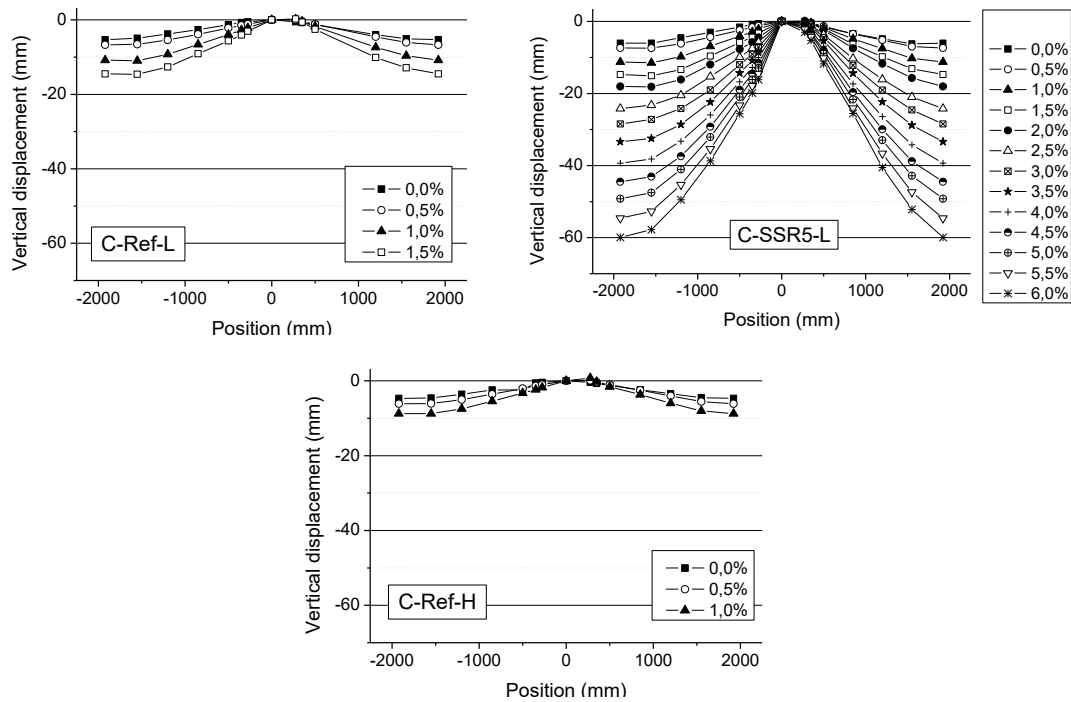 0
-20
-40
-60
Vertical displacement (mm)
C-Ref-L
0,0%
0,5%
1,0%
1,5%
-2000 -1000 0 1000 2000
Position (mm)
0
-20
-40
-60
Vertical displacement (mm)
C-SSR5-L
-2000 -1000 0 1000 2000
Position (mm)
0,0%
0,5%
1,0%
1,5%
2,0%
2,5%
3,0%
3,5%
4,0%
4,5%
5,0%
5,5%
6,0%
0
-20
-40
-60
Vertical displacement (mm)
C-Ref-H
0,0%
0,5%
1,0%
-2000 -1000 0 1000 2000
Position (mm)